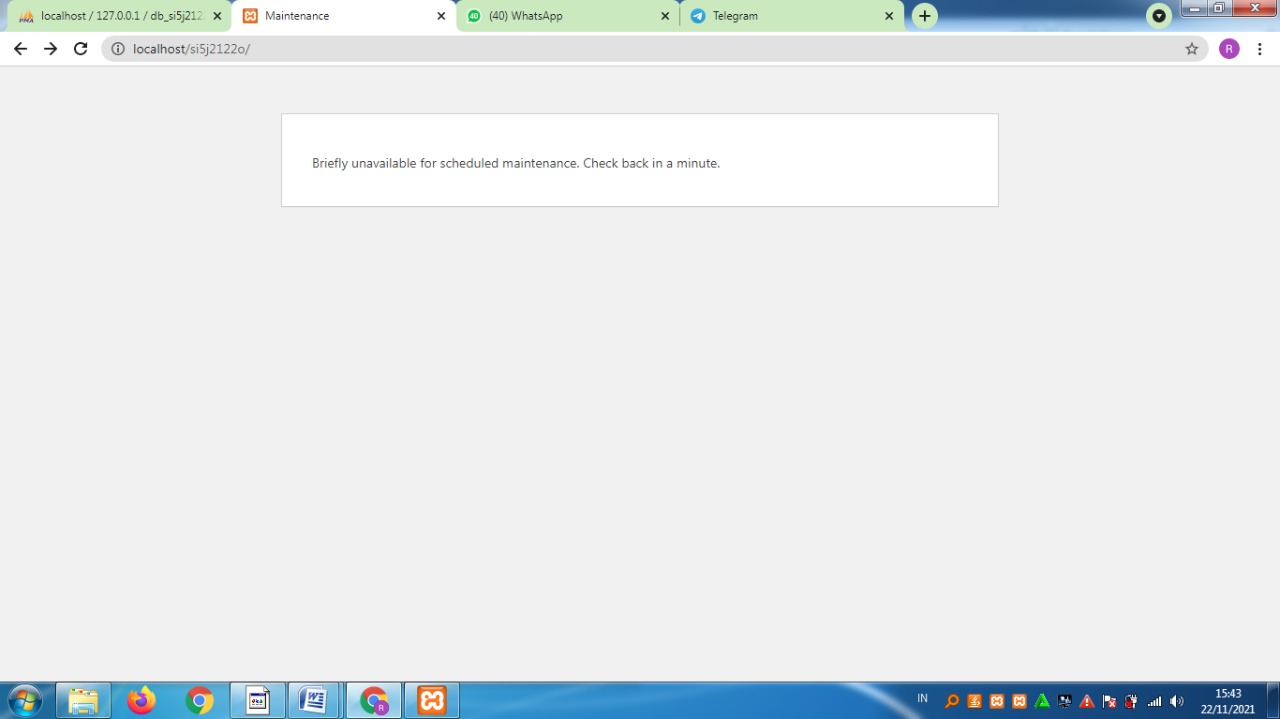 localhost / 127.0.0.1 / db_si5j212
Maintenance
(40) WhatsApp
Telegram
localhost/si5j2122o/
R
Briefly unavailable for scheduled maintenance. Check back in a minute.
IN
15:43
22/11/2021